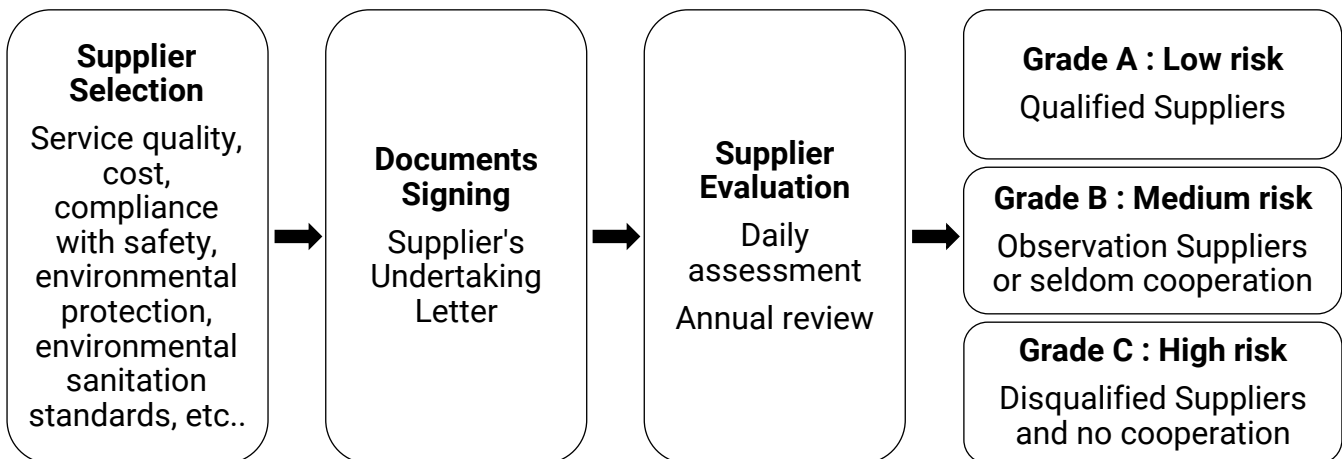 Supplier
Selection
Service quality,
cost,
compliance
with safety,
environmental
protection,
environmental
sanitation
standards, etc..
Documents
Signing
Supplier's
Undertaking
Letter
Supplier
Evaluation
Daily
assessment
Annual review
Grade A : Low risk
Qualified Suppliers
Grade B : Medium risk
Observation Suppliers
or seldom cooperation
Grade C : High risk
Disqualified Suppliers
and no cooperation